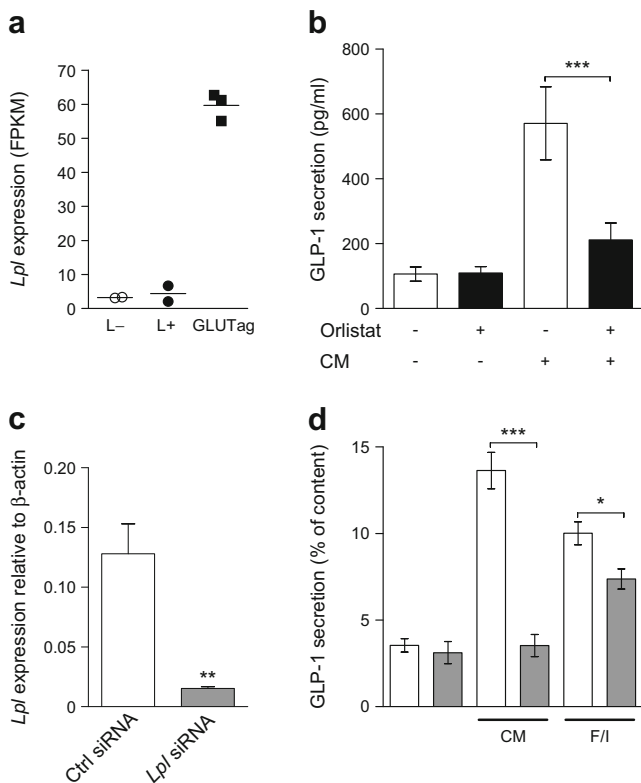 a
Lpl expression (FPKM)
70
60
50
40
30
20
10
0
L–
L+
GLUTag
b
GLP-1 secretion (pg/ml)
800
600
400
200
0
***
Orlistat - + - +
CM - - + +
c
Lpl expression relative to β-actin
0.20
0.15
0.10
0.05
0.00
**
Ctrl siRNA
Lpl siRNA
d
GLP-1 secretion (% of content)
15
10
5
0
***
*
CM
F/I